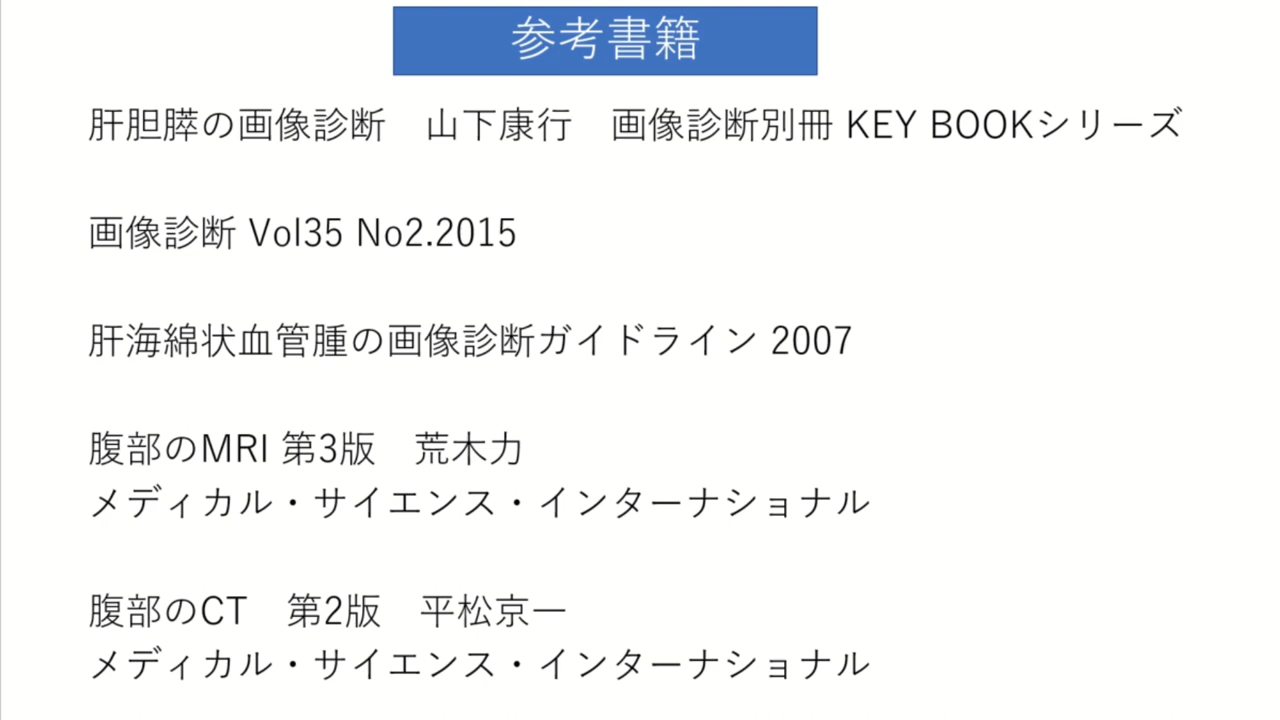 参考書籍
肝胆膵の画像診断　山下康行　画像診断別冊 KEY BOOKシリーズ
画像診断 Vol35 No2.2015
肝海綿状血管腫の画像診断ガイドライン 2007
腹部のMRI 第3版　荒木力
メディカル・サイエンス・インターナショナル
腹部のCT　第2版　平松京一
メディカル・サイエンス・インターナショナル